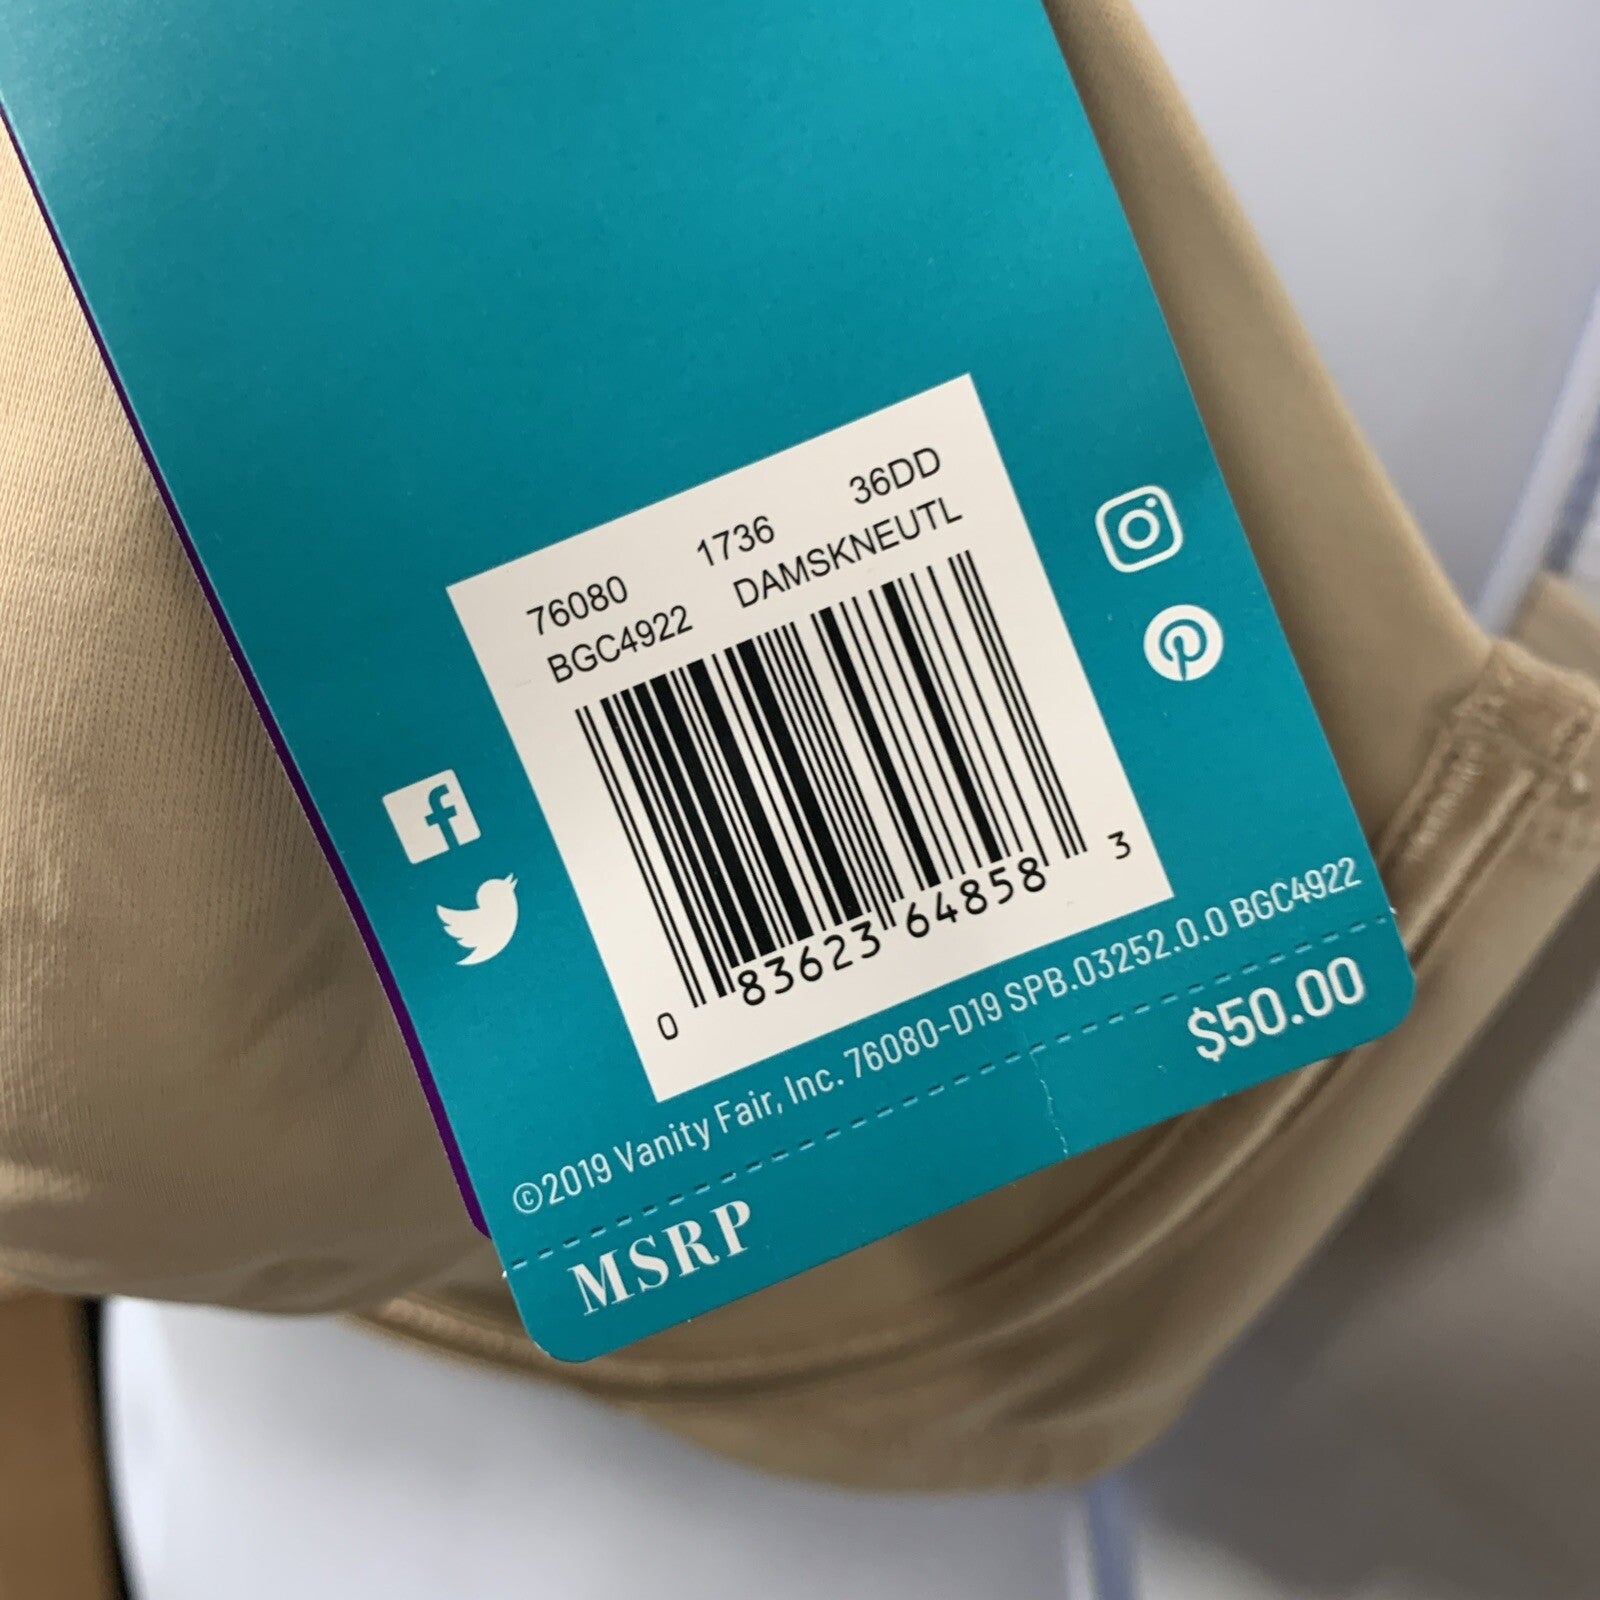 76080 1736 36DD
BGC4922 DAMSKNEUTL
0 83623 64858 3
©2019 Vanity Fair, Inc. 76080-D19 SPB.03252.0.0 BGC4922
MSRP $50.00